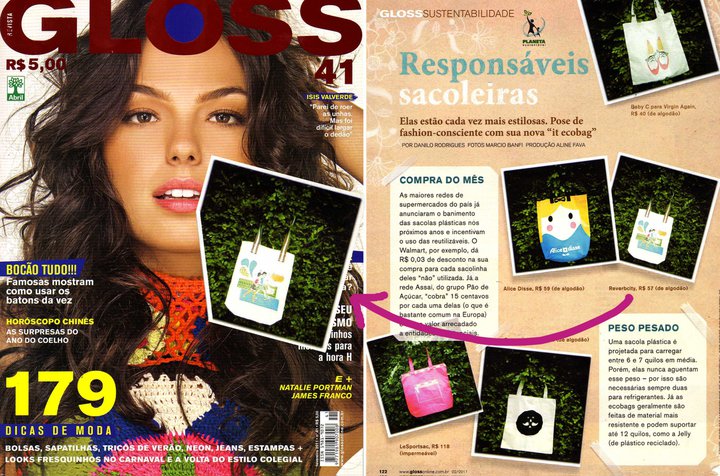 REVISTA
GLOSS
R$ 5,00
41
Abril
ISIS VALVERDE
"Parei de roer
as unhas.
Mas foi
difícil largar
o dedão"
BOCÃO TUDO!!!
Famosas mostram
como usar os
batons da vez
HORÓSCOPO CHINÊS
AS SURPRESAS DO
ANO DO COELHO
a hora H
E +
NATALIE PORTMAN
JAMES FRANCO
179
DICAS DE MODA
BOLSAS, SAPATILHAS, TRICÔS DE VERÃO, NEON, JEANS, ESTAMPAS +
LOOKS FRESQUINHOS NO CARNAVAL E A VOLTA DO ESTILO COLEGIAL
/GLOSSSUSTENTABILIDADE
PLANETA
SUSTENTÁVEL
Responsáveis
sacoleiras
Elas estão cada vez mais estilosas. Pose de
fashion-consciente com sua nova "it ecobag"
POR DANILO RODRIGUES FOTOS MARCIO BANFI PRODUÇÃO ALINE FAVA
Baby C para Virgin Again,
R$ 40 (de algodão)
COMPRA DO MÊS
As maiores redes de
supermercados do país já
anunciaram o banimento
das sacolas plásticas nos
próximos anos e incentivam
o uso das reutilizáveis. O
Walmart, por exemplo, dá
R$ 0,03 de desconto na sua
compra para cada sacolinha
deles "não" utilizada. Já a
rede Assai, do grupo Pão de
Açúcar, "cobra" 15 centavos
por cada uma delas (o que é
bastante comum na Europa)
valor arrecadado
a entidades
Alice Disse
Alice Disse, R$ 59 (de algodão)
Reverbcity, R$ 57 (de algodão)
(de algodão)
LeSportsac, R$ 118
(impermeável)
PESO PESADO
Uma sacola plástica é
projetada para carregar
entre 6 e 7 quilos em média.
Porém, elas nunca aguentam
esse peso – por isso são
necessárias sempre duas
para refrigerantes. Já as
ecobags geralmente são
feitas de material mais
resistente e podem suportar
até 12 quilos, como a Jelly
(de plástico reciclado).
122 www.glossonline.com.br 02/2011